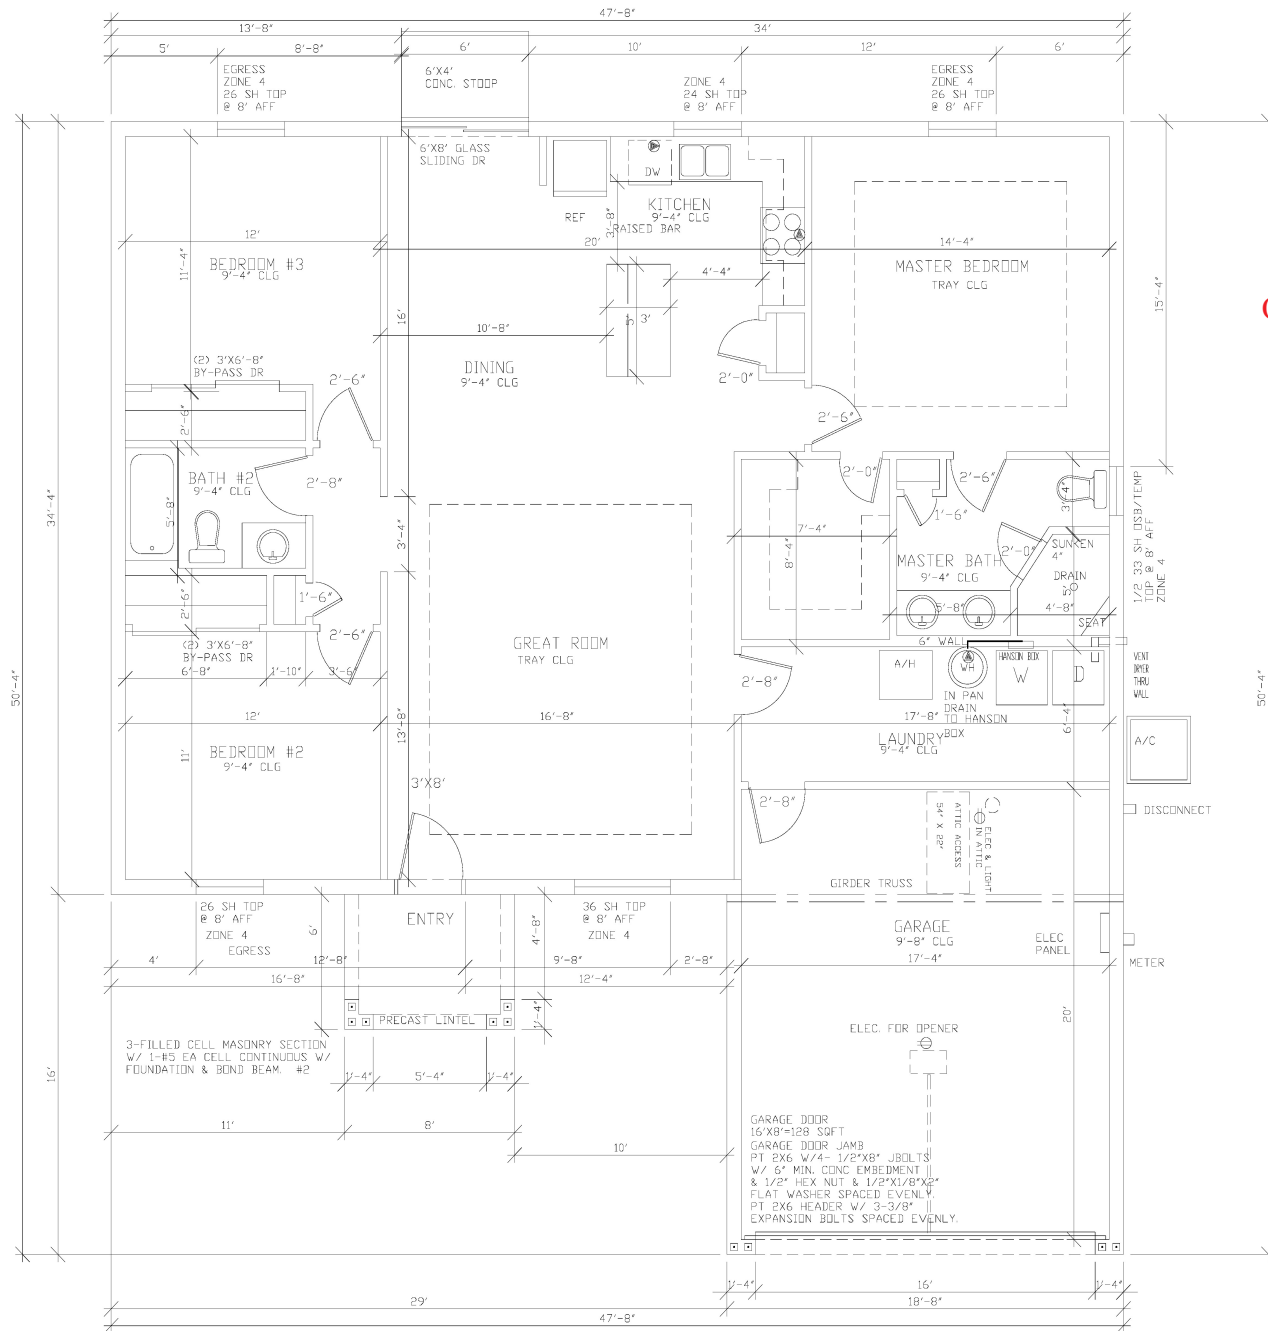 47'-8"
13'-8"
34'
5'
8'-8"
6'
10'
12'
6'
EGRESS
ZONE 4
26 SH TOP
@ 8' AFF
6'X4'
CONC. STOOP
ZONE 4
24 SH TOP
@ 8' AFF
EGRESS
ZONE 4
26 SH TOP
@ 8' AFF
6'X8' GLASS
SLIDING DR
DW
REF
KITCHEN
9'-4" CLG
RAISED BAR
3'-8"
12'
20'
14'-4"
BEDROOM #3
9'-4" CLG
11'-4"
MASTER BEDROOM
TRAY CLG
4'-4"
15'-4"
16'
5'
3'
10'-8"
(2) 3'X6'-8"
BY-PASS DR
2'-6"
DINING
9'-4" CLG
2'-0"
2'-6"
2'-6"
BATH #2
9'-4" CLG
2'-8"
5'-8"
2'-0"
2'-6"
3'-4"
1'-6"
34'-4"
3'-4"
7'-4"
8'-4"
2'-0"
SUNKEN
4"
MASTER BATH
9'-4" CLG
DRAIN
5'
1/2 33 SH OSB/TEMP
TOP @ 8' AFF
ZONE 4
1'-6"
2'-6"
5'-8"
4'-8"
SEAT
2'-6"
(2) 3'X6'-8"
BY-PASS DR
6'-8"
1'-10"
3'-6"
GREAT ROOM
TRAY CLG
6" WALL
A/H
WH
HANSON BOX
W
D
VENT
DRYER
THRU
WALL
50'-4"
50'-4"
2'-8"
IN PAN
DRAIN
TO HANSON
BOX
12'
16'-8"
17'-8"
6'-4"
13'-8"
BEDROOM #2
9'-4" CLG
11'
LAUNDRY
9'-4" CLG
A/C
3'X8'
2'-8"
54" X 22"
ATTIC ACCESS
IN ATTIC
ELEC & LIGHT
DISCONNECT
GIRDER TRUSS
26 SH TOP
@ 8' AFF
ZONE 4
EGRESS
ENTRY
6'
4'-8"
36 SH TOP
@ 8' AFF
ZONE 4
GARAGE
9'-8" CLG
ELEC
PANEL
METER
4'
12'-8"
9'-8"
2'-8"
17'-4"
16'-8"
12'-4"
1'-4"
PRECAST LINTEL
20'
ELEC. FOR OPENER
3-FILLED CELL MASONRY SECTION
W/ 1-#5 EA CELL CONTINUOUS W/
FOUNDATION & BOND BEAM. #2
16'
1'-4"
5'-4"
1'-4"
11'
8'
10'
GARAGE DOOR
16'X8'=128 SQFT
GARAGE DOOR JAMB
PT 2X6 W/4- 1/2"X8" JBOLTS
W/ 6" MIN. CONC EMBEDMENT
& 1/2" HEX NUT & 1/2"X1/8"X2"
FLAT WASHER SPACED EVENLY.
PT 2X6 HEADER W/ 3-3/8"
EXPANSION BOLTS SPACED EVENLY.
1'-4"
16'
1'-4"
29'
18'-8"
47'-8"